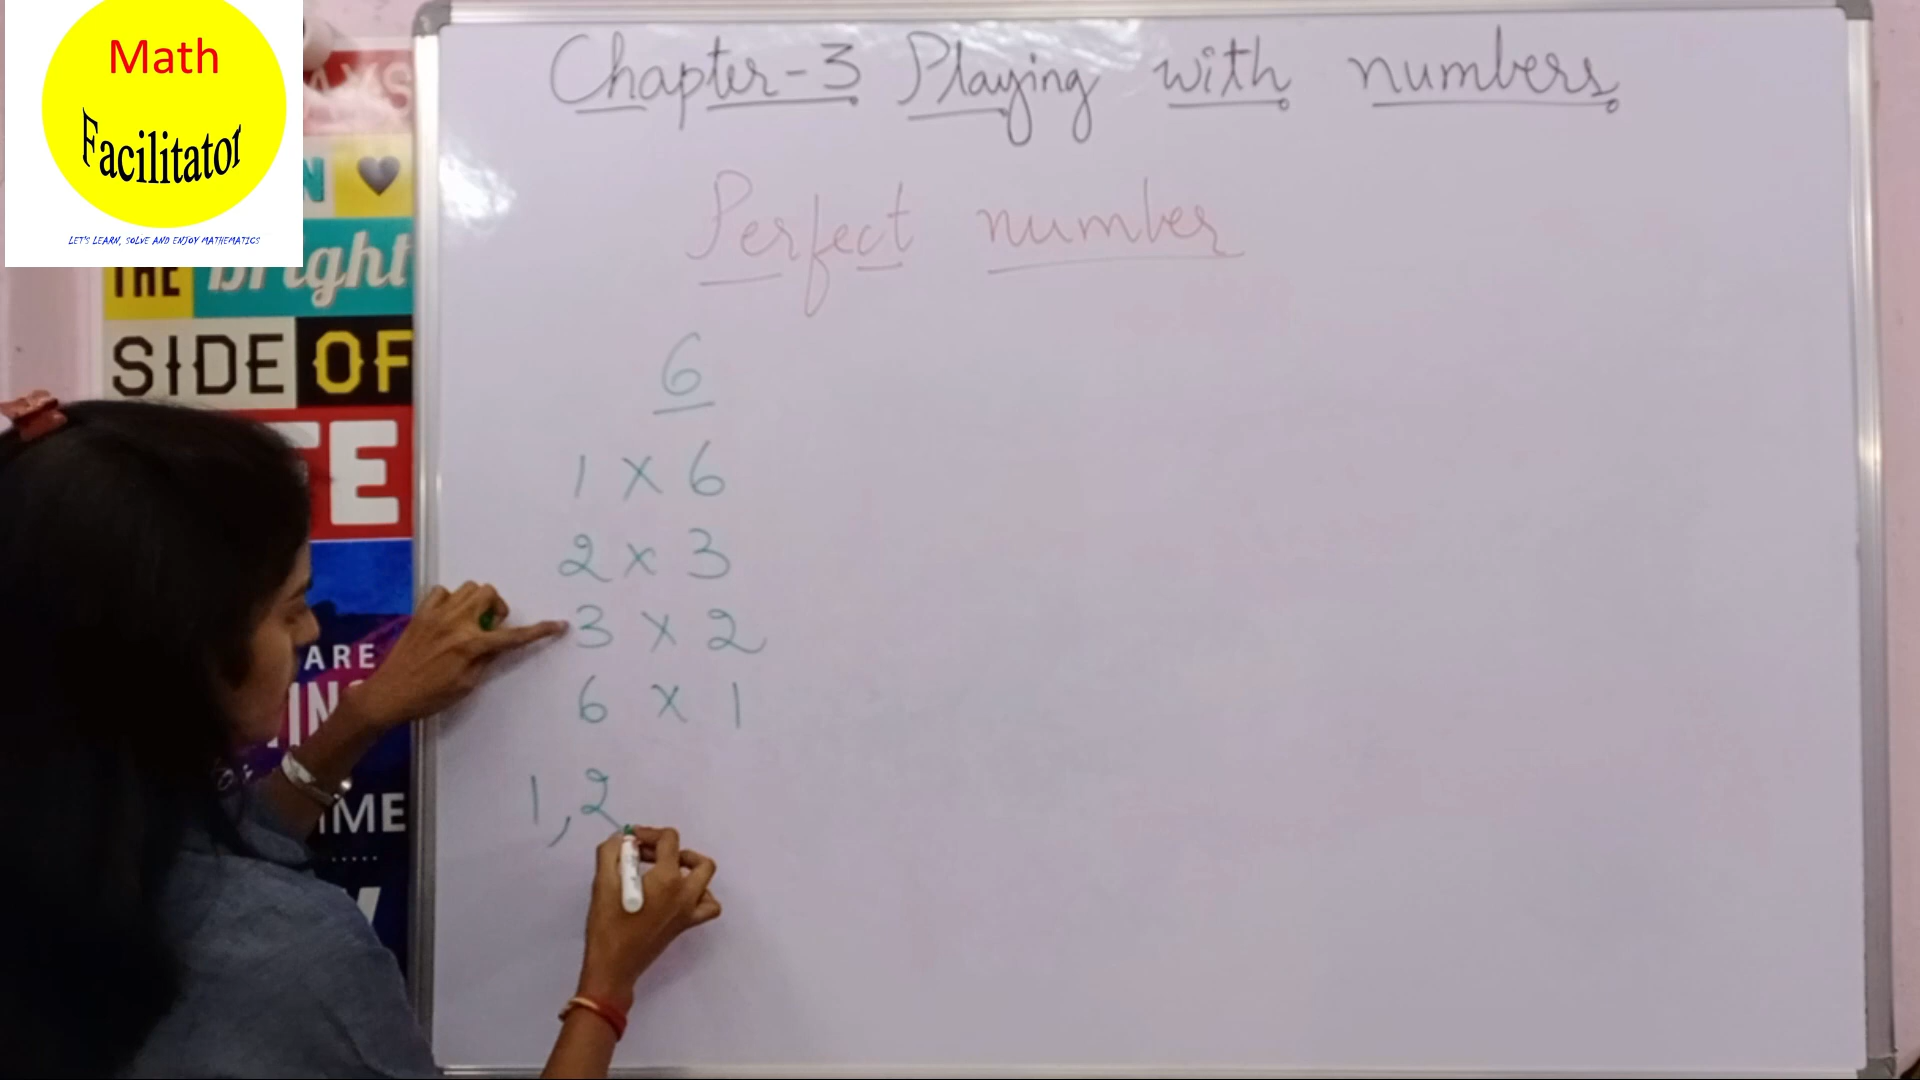 Math
Facilitator
LET'S LEARN, SOLVE AND ENJOY MATHEMATICS
Chapter-3 Playing with numbers
Perfect number
6
1 x 6
2 x 3
3 x 2
6 x 1
1, 2
THE bright
SIDE OF
ARE